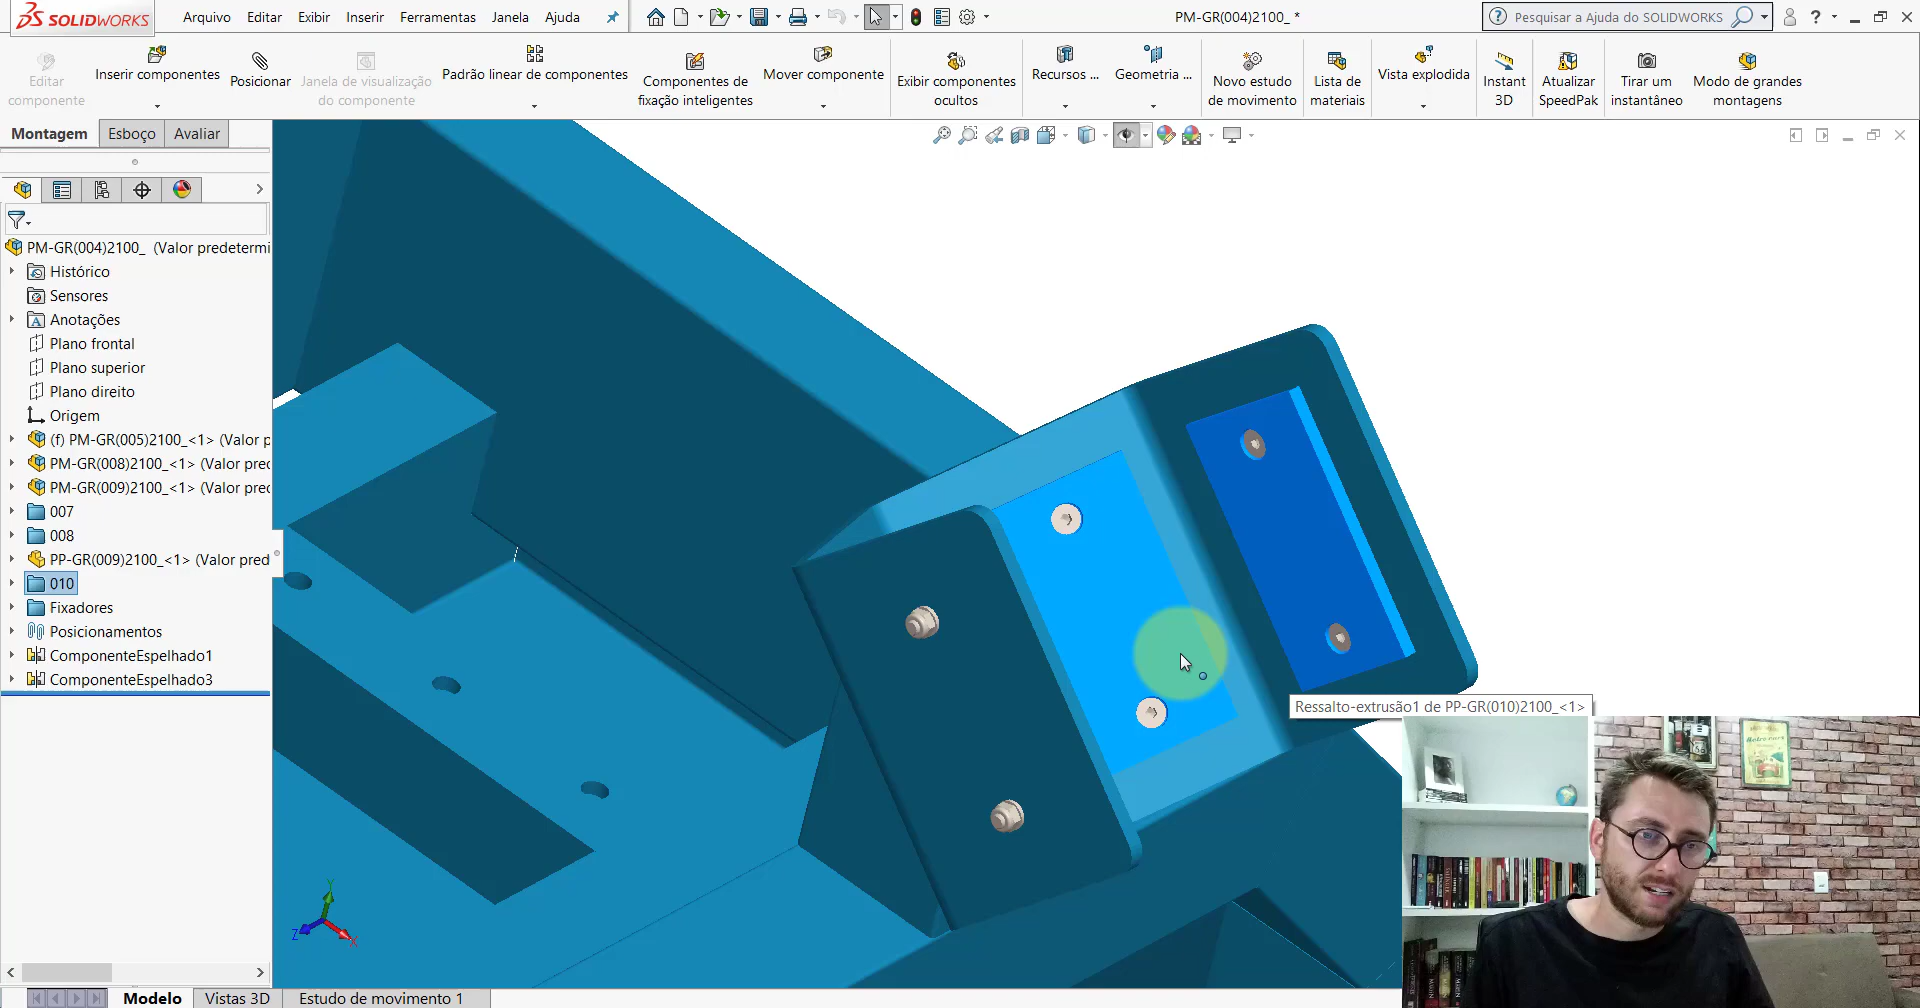 SOLIDWORKS
Arquivo Editar Exibir Inserir Ferramentas Janela Ajuda
PM-GR(004)2100_ *
Pesquisar a Ajuda do SOLIDWORKS
Editar
componente
Inserir componentes
Posicionar
Janela de visualização
do componente
Padrão linear de componentes
Componentes de
fixação inteligentes
Mover componente
Exibir componentes
ocultos
Recursos ...
Geometria ...
Novo estudo
de movimento
Lista de
materiais
Vista explodida
Instant
3D
Atualizar
SpeedPak
Tirar um
instantâneo
Modo de grandes
montagens
Montagem Esboço Avaliar
PM-GR(004)2100_ (Valor predetermi
Histórico
Sensores
Anotações
Plano frontal
Plano superior
Plano direito
Origem
(f) PM-GR(005)2100_<1> (Valor p
PM-GR(008)2100_<1> (Valor pred
PM-GR(009)2100_<1> (Valor pred
007
008
PP-GR(009)2100_<1> (Valor pred
010
Fixadores
Posicionamentos
ComponenteEspelhado1
ComponenteEspelhado3
Ressalto-extrusão1 de PP-GR(010)2100_<1>
Y
Z
X
Modelo Vistas 3D Estudo de movimento 1